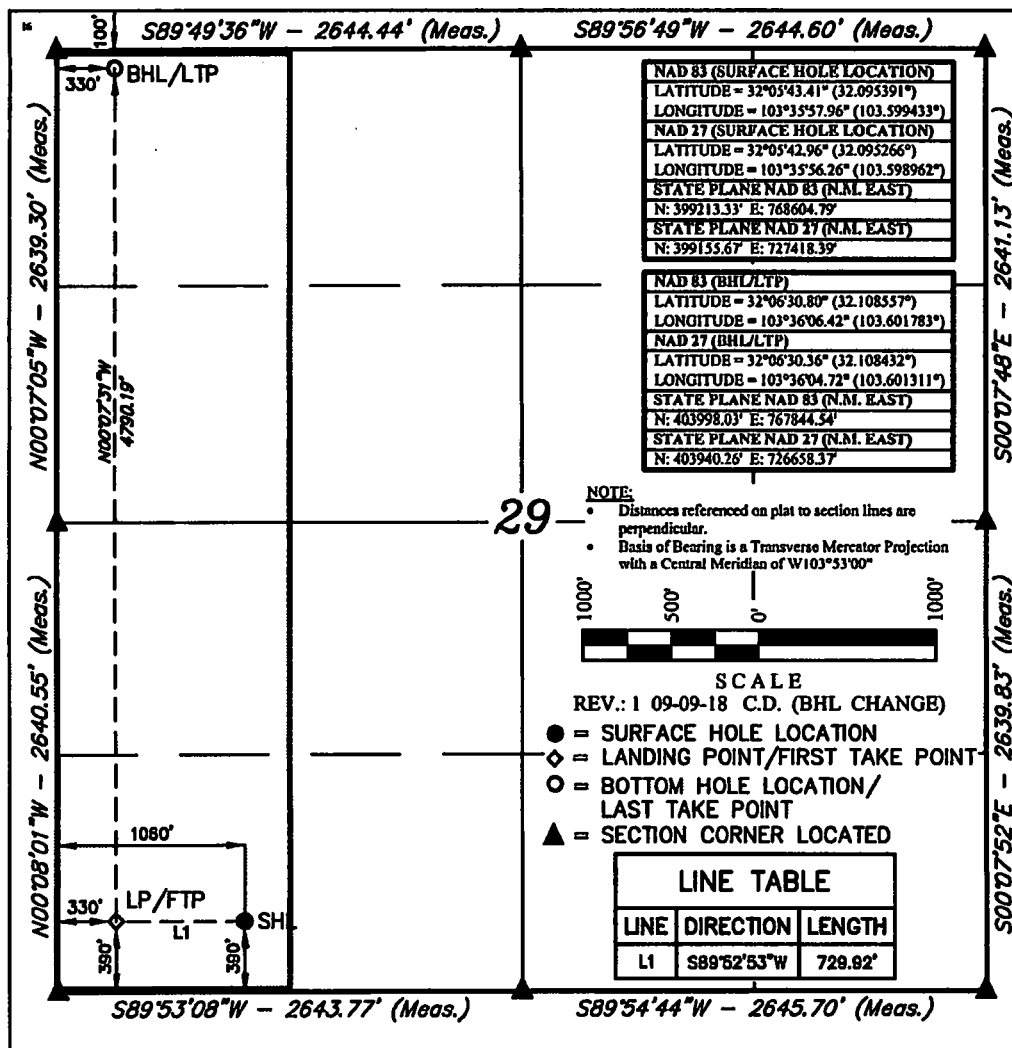 S89°49'36"W - 2644.44' (Meas.)
S89°56'49"W - 2644.60' (Meas.)
100'
330'
BHL/LTP
N00°07'05"W - 2639.30' (Meas.)
N00°07'31"W
4790.19'
NAD 83 (SURFACE HOLE LOCATION)
LATITUDE = 32°05'43.41" (32.095391°)
LONGITUDE = 103°35'57.96" (103.599433°)
NAD 27 (SURFACE HOLE LOCATION)
LATITUDE = 32°05'42.96" (32.095266°)
LONGITUDE = 103°35'56.26" (103.598962°)
STATE PLANE NAD 83 (N.M. EAST)
N: 399213.33' E: 768604.79'
STATE PLANE NAD 27 (N.M. EAST)
N: 399155.67' E: 727418.39'
NAD 83 (BHL/LTP)
LATITUDE = 32°06'30.80" (32.108557°)
LONGITUDE = 103°36'06.42" (103.601783°)
NAD 27 (BHL/LTP)
LATITUDE = 32°06'30.36" (32.108432°)
LONGITUDE = 103°36'04.72" (103.601311°)
STATE PLANE NAD 83 (N.M. EAST)
N: 403998.03' E: 767844.54'
STATE PLANE NAD 27 (N.M. EAST)
N: 403940.26' E: 726658.37'
S00°07'48"E - 2641.13' (Meas.)
29
NOTE:
• Distances referenced on plat to section lines are
perpendicular.
• Basis of Bearing is a Transverse Mercator Projection
with a Central Meridian of W103°53'00"
1000'
500'
0'
1000'
SCALE
REV.: 1 09-09-18 C.D. (BHL CHANGE)
● = SURFACE HOLE LOCATION
◇ = LANDING POINT/FIRST TAKE POINT
○ = BOTTOM HOLE LOCATION/
LAST TAKE POINT
▲ = SECTION CORNER LOCATED
N00°08'01"W - 2640.55' (Meas.)
1080'
330'
LP/FTP
L1
SHL
390'
390'
S00°07'52"E - 2639.83' (Meas.)
LINE TABLE
LINE DIRECTION LENGTH
L1 S89°52'53"W 729.92'
S89°53'08"W - 2643.77' (Meas.)
S89°54'44"W - 2645.70' (Meas.)